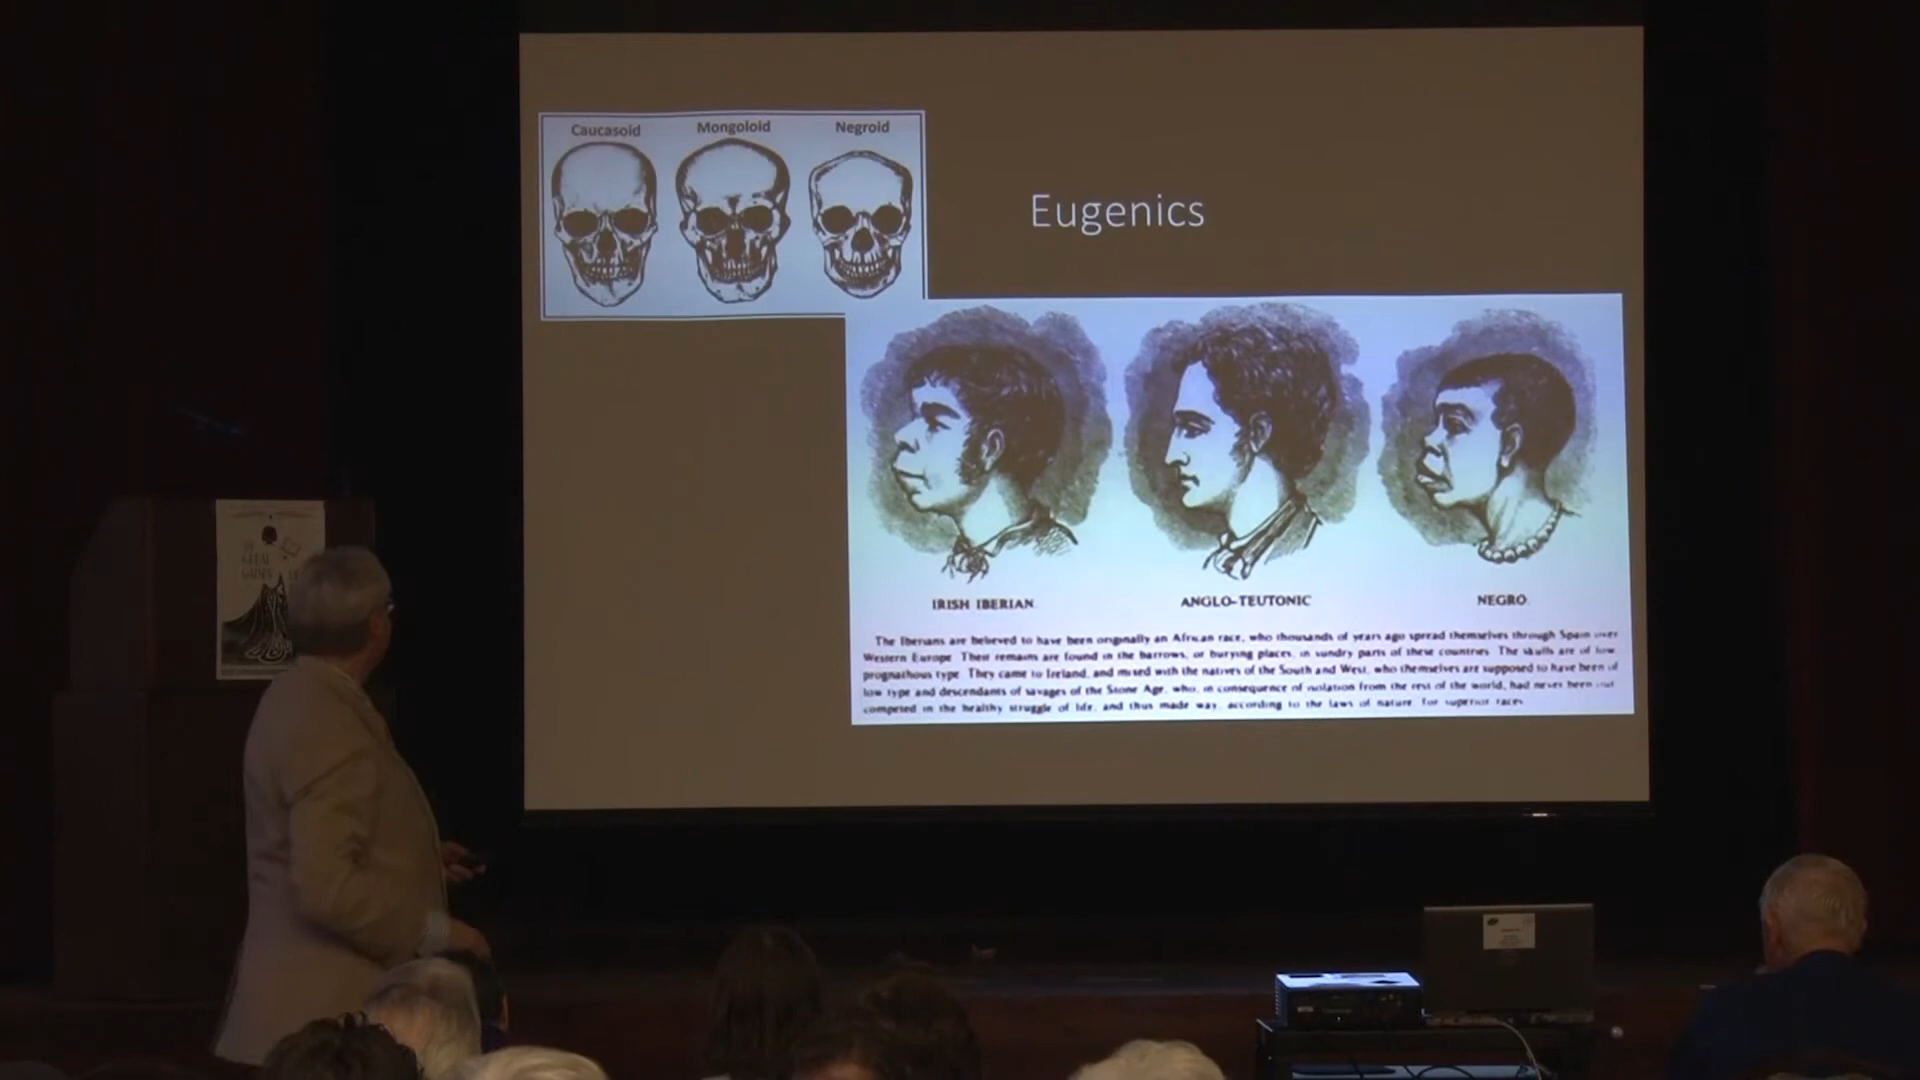 Caucasoid Mongoloid Negroid
Eugenics
IRISH IBERIAN ANGLO-TEUTONIC NEGRO
The Iberians are believed to have been originally an African race, who thousands of years ago spread themselves through Spain over
Western Europe. Their remains are found in the barrows, or burying places, in sundry parts of these countries. The skulls are of low
prognathous type. They came to Ireland, and mixed with the natives of the South and West, who themselves are supposed to have been of
low type and descendants of savages of the Stone Age, who, in consequence of isolation from the rest of the world, had never been out
competed in the healthy struggle of life, and thus made way, according to the laws of nature, for superior races